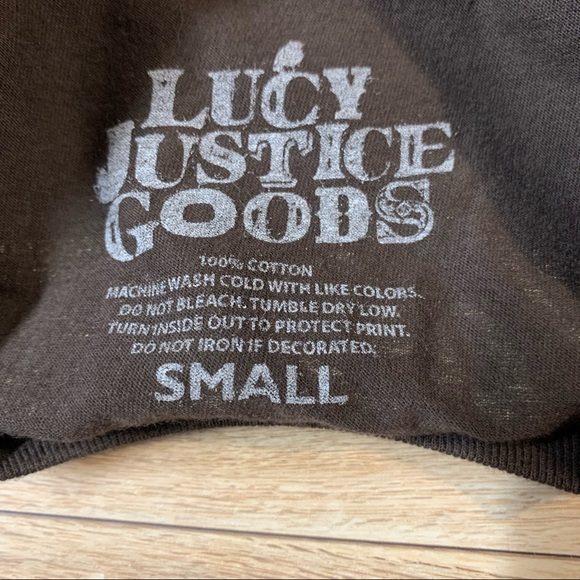 LUCY
JUSTICE
GOODS
100% COTTON
MACHINE WASH COLD WITH LIKE COLORS.
DO NOT BLEACH. TUMBLE DRY LOW.
TURN INSIDE OUT TO PROTECT PRINT.
DO NOT IRON IF DECORATED.
SMALL